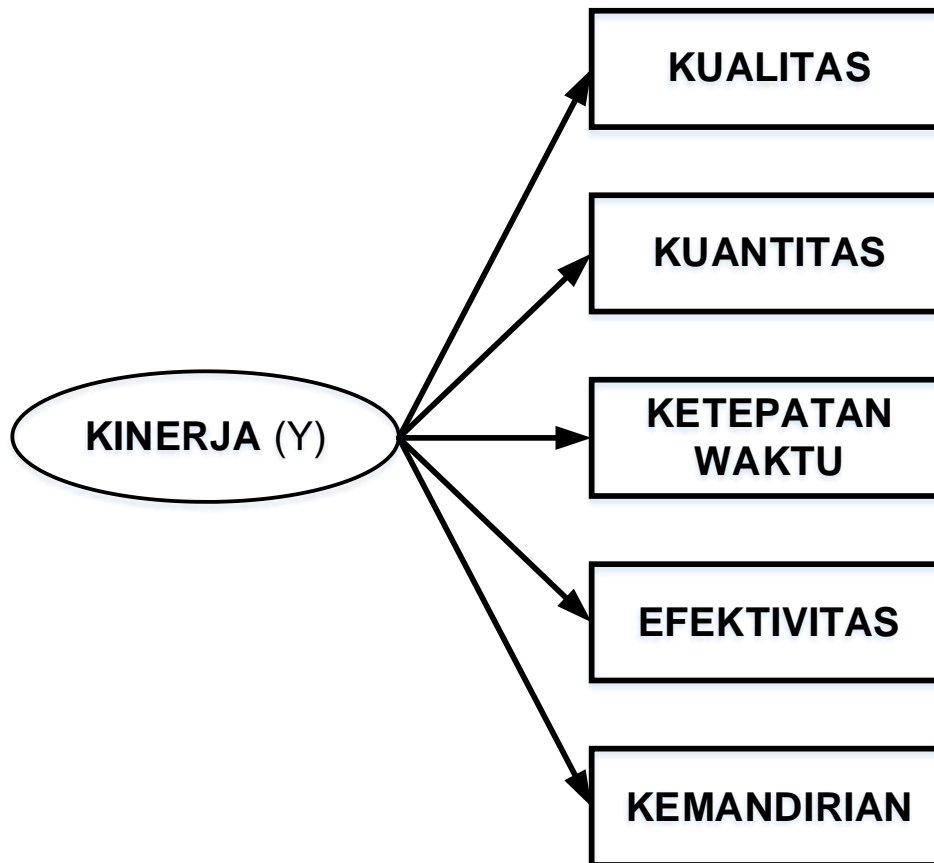 KUALITAS
KUANTITAS
KINERJA (Y)
KETEPATAN
WAKTU
EFEKTIVITAS
KEMANDIRIAN